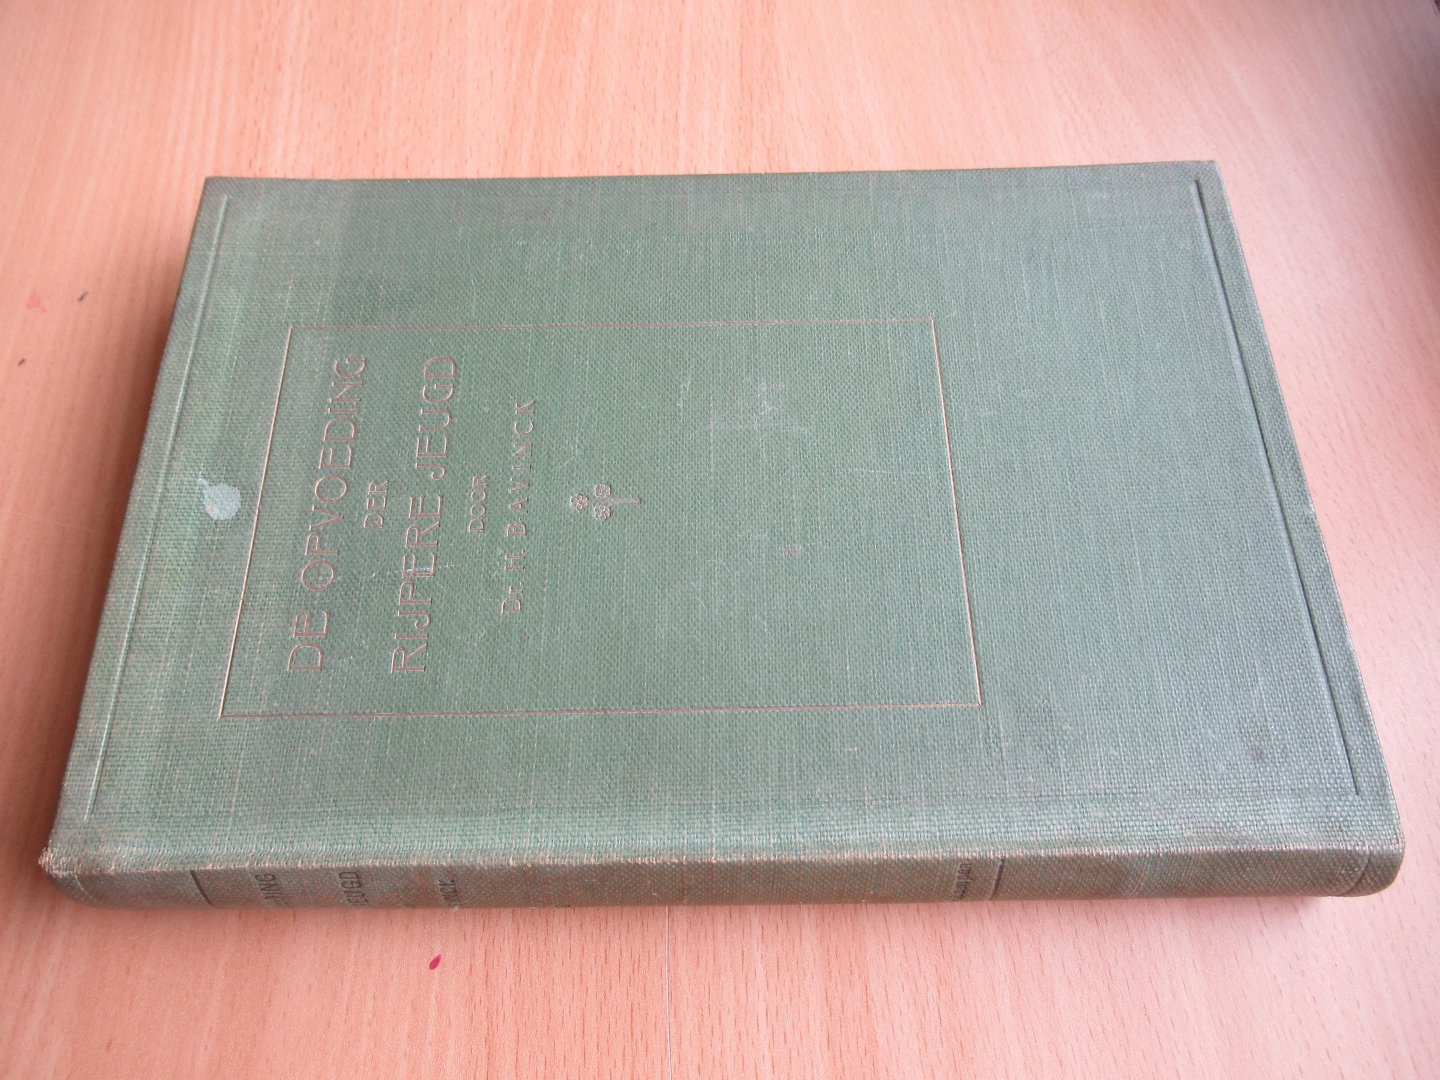 DE OPVOEDING
DER
RIJPERE JEUGD
DOOR
Dr. H. BAVINCK